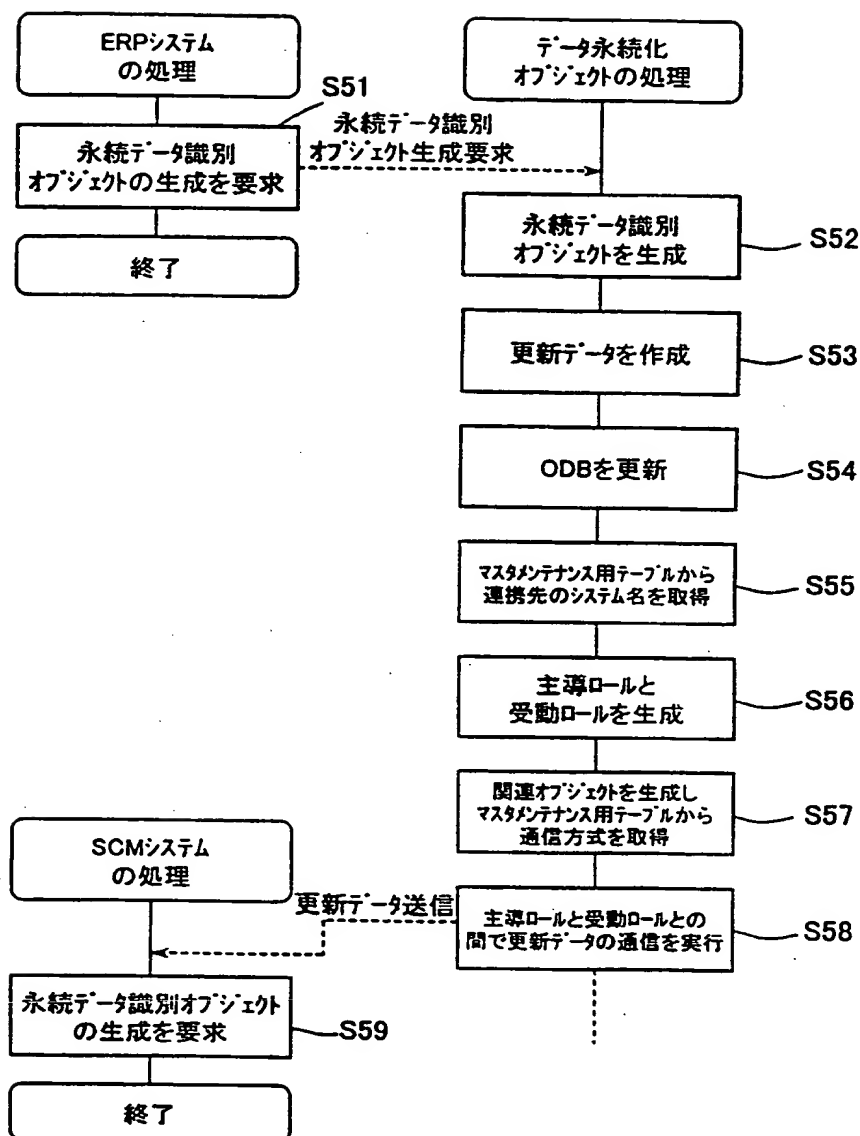 ERPシステム
の処理
S51
永続データ識別
オブジェクトの生成を要求
終了
永続データ識別
オブジェクト生成要求
データ永続化
オブジェクトの処理
永続データ識別
オブジェクトを生成
S52
更新データを作成
S53
ODBを更新
S54
マスタメンテナンス用テーブルから
連携先のシステム名を取得
S55
主導ロールと
受動ロールを生成
S56
関連オブジェクトを生成し
マスタメンテナンス用テーブルから
通信方式を取得
S57
主導ロールと受動ロールとの
間で更新データの通信を実行
S58
更新データ送信
SCMシステム
の処理
永続データ識別オブジェクト
の生成を要求
S59
終了